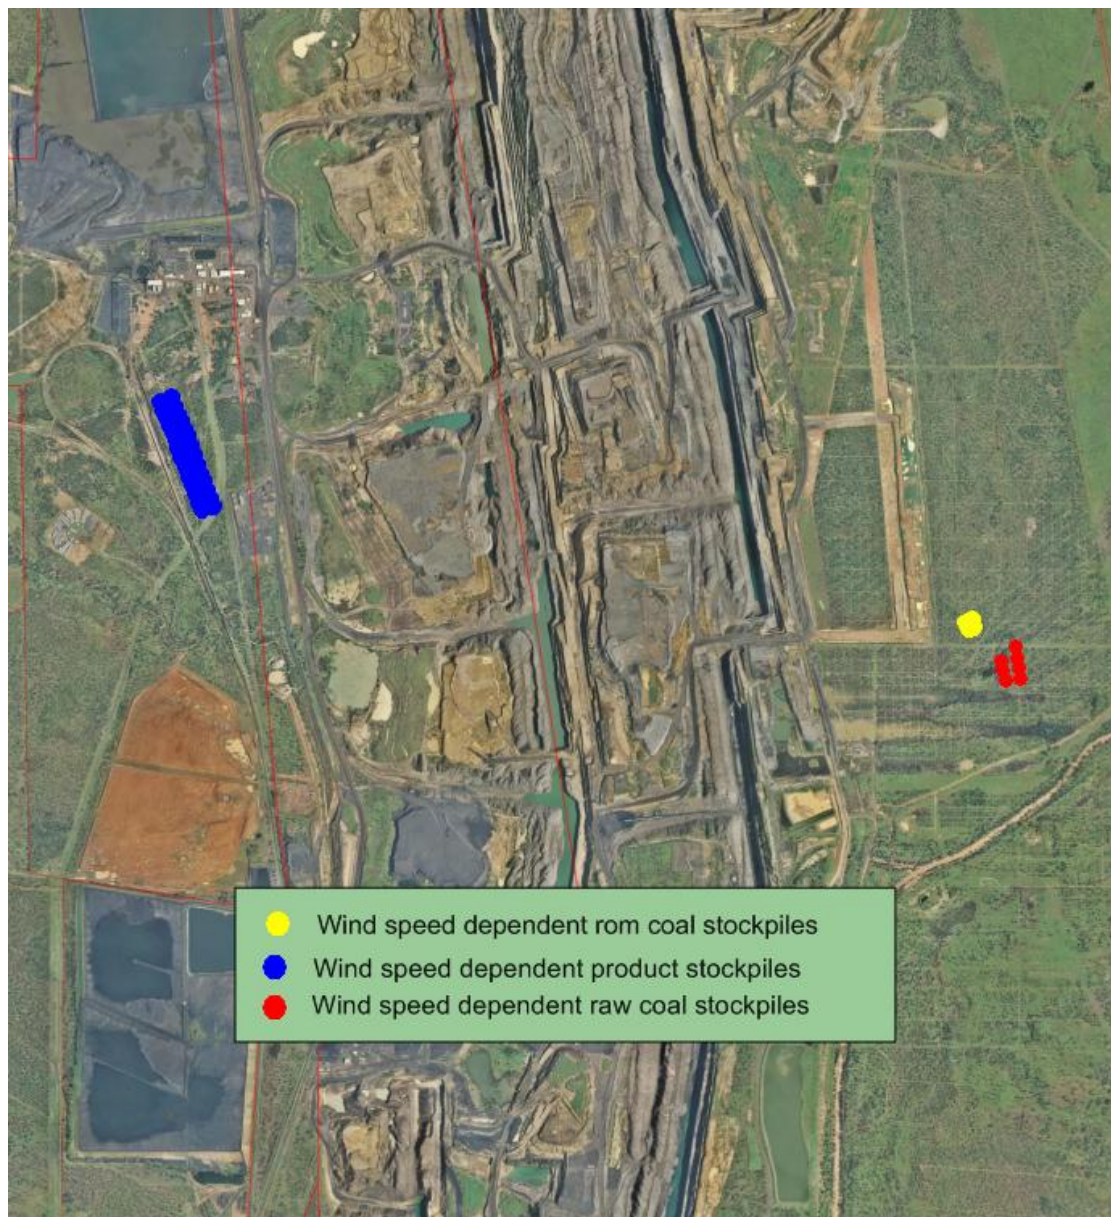 Wind speed dependent rom coal stockpiles
Wind speed dependent product stockpiles
Wind speed dependent raw coal stockpiles